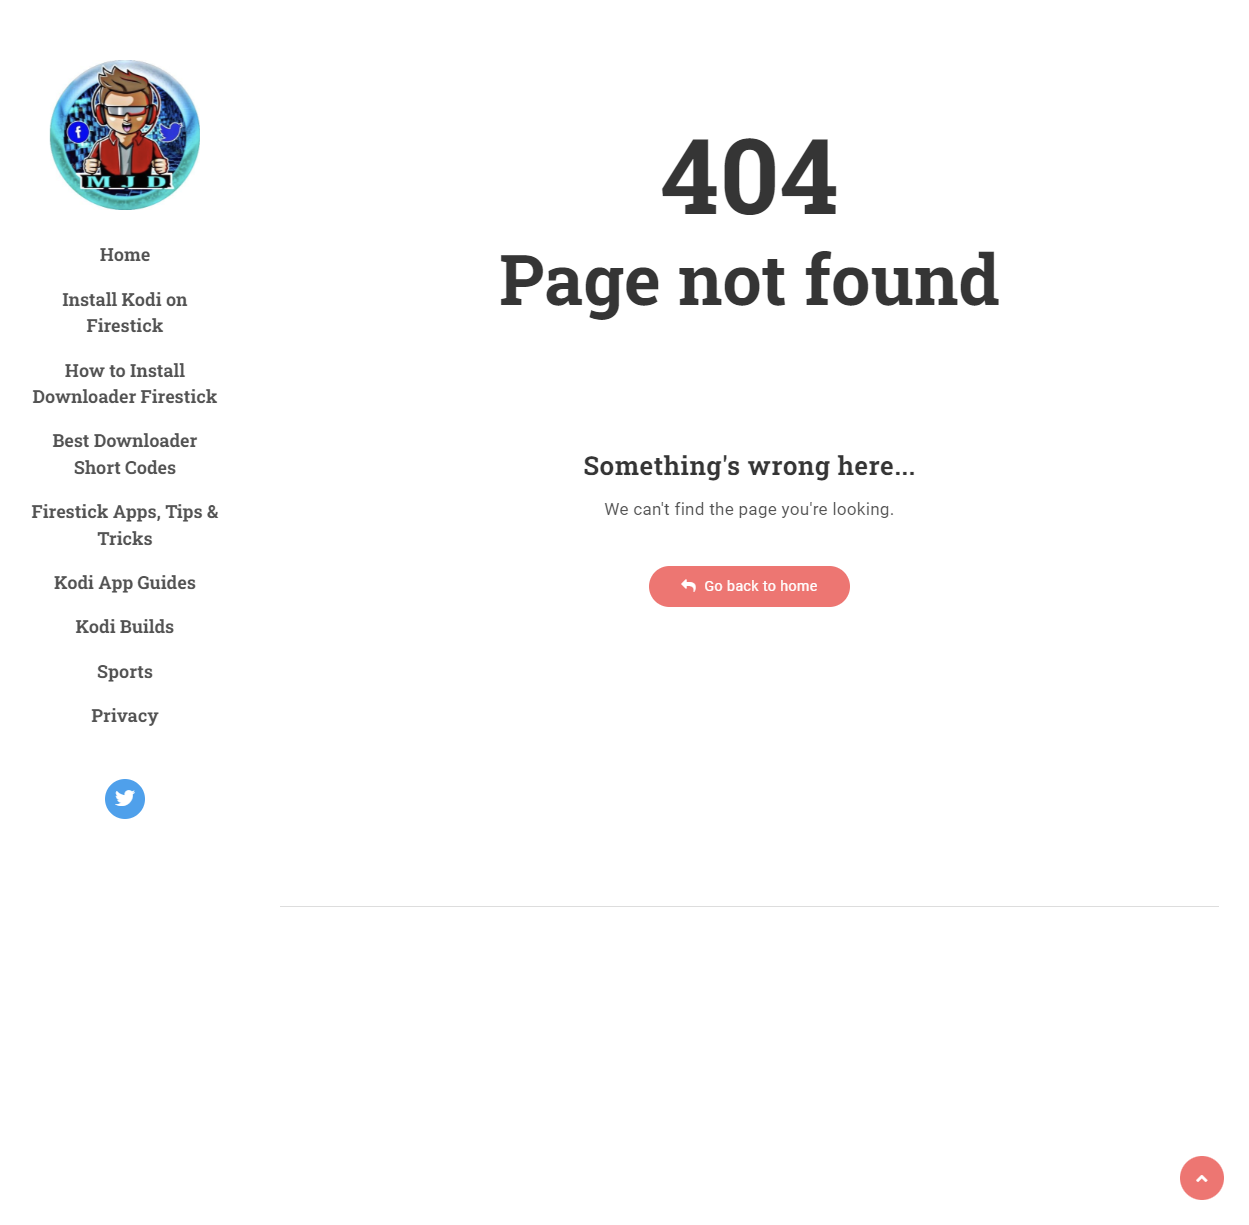 f
M J D
Home
Install Kodi on
Firestick
How to Install
Downloader Firestick
Best Downloader
Short Codes
Firestick Apps, Tips &
Tricks
Kodi App Guides
Kodi Builds
Sports
Privacy
404
Page not found
Something's wrong here...
We can't find the page you're looking.
Go back to home